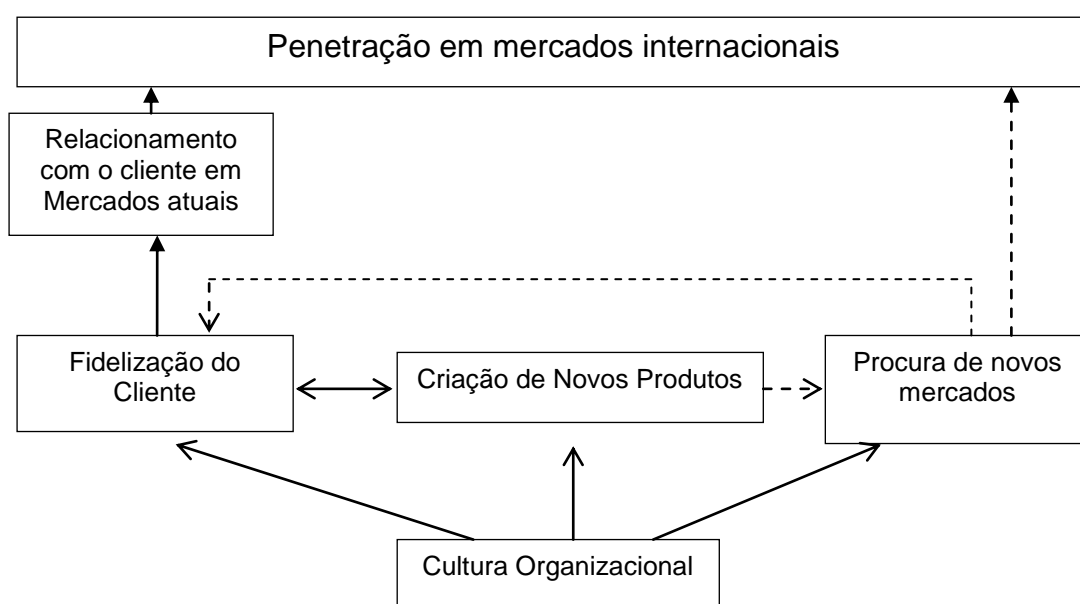 Penetração em mercados internacionais
Relacionamento
com o cliente em
Mercados atuais
Fidelização do
Cliente
Criação de Novos Produtos
Procura de novos
mercados
Cultura Organizacional